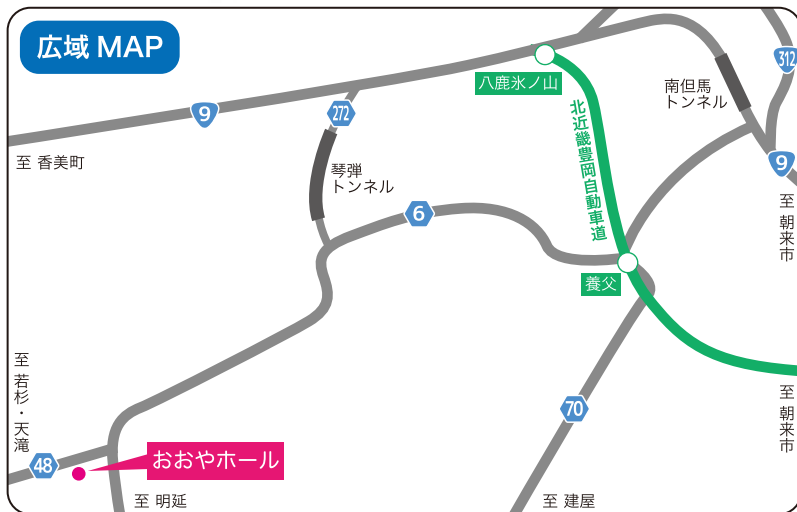 広域 MAP
312
八鹿氷ノ山
南但馬
トンネル
272
9
北近畿豊岡自動車道
至 香美町
9
琴弾
トンネル
6
至 朝来市
養父
至 若杉・天滝
至 朝来市
70
おおやホール
48
至 明延
至 建屋